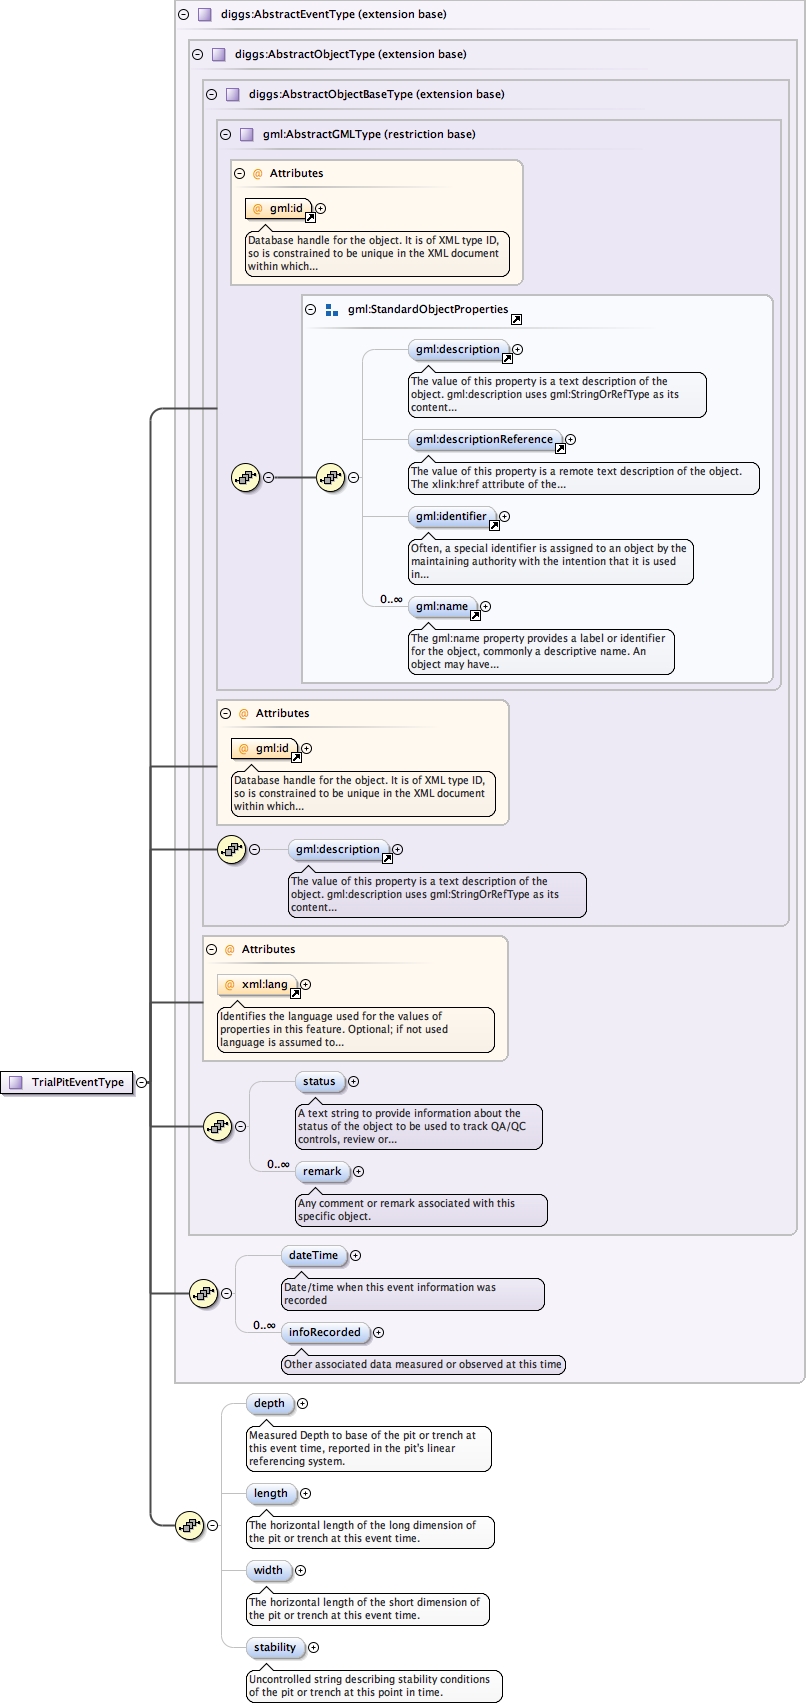 diggs:AbstractEventType (extension base)
diggs:AbstractObjectType (extension base)
diggs:AbstractObjectBaseType (extension base)
gml:AbstractGMLType (restriction base)
@ Attributes
@ gml:id
Database handle for the object. It is of XML type ID,
so is constrained to be unique in the XML document
within which...
gml:StandardObjectProperties
gml:description
The value of this property is a text description of the
object. gml:description uses gml:StringOrRefType as its
content...
gml:descriptionReference
The value of this property is a remote text description of the object.
The xlink:href attribute of the...
gml:identifier
Often, a special identifier is assigned to an object by the
maintaining authority with the intention that it is used
in...
0..∞
gml:name
The gml:name property provides a label or identifier
for the object, commonly a descriptive name. An
object may have...
@ Attributes
@ gml:id
Database handle for the object. It is of XML type ID,
so is constrained to be unique in the XML document
within which...
gml:description
The value of this property is a text description of the
object. gml:description uses gml:StringOrRefType as its
content...
@ Attributes
@ xml:lang
Identifies the language used for the values of
properties in this feature. Optional; if not used
language is assumed to...
TrialPitEventType
status
A text string to provide information about the
status of the object to be used to track QA/QC
controls, review or...
0..∞
remark
Any comment or remark associated with this
specific object.
dateTime
Date/time when this event information was
recorded
0..∞
infoRecorded
Other associated data measured or observed at this time
depth
Measured Depth to base of the pit or trench at
this event time, reported in the pit's linear
referencing system.
length
The horizontal length of the long dimension of
the pit or trench at this event time.
width
The horizontal length of the short dimension of
the pit or trench at this event time.
stability
Uncontrolled string describing stability conditions
of the pit or trench at this point in time.